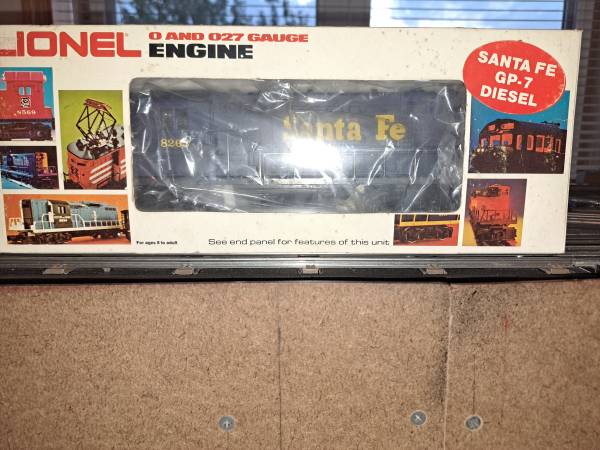 LIONEL O AND O27 GAUGE
ENGINE
SANTA FE
GP-7
DIESEL
8569
Santa Fe
For ages 8 to adult
See end panel for features of this unit